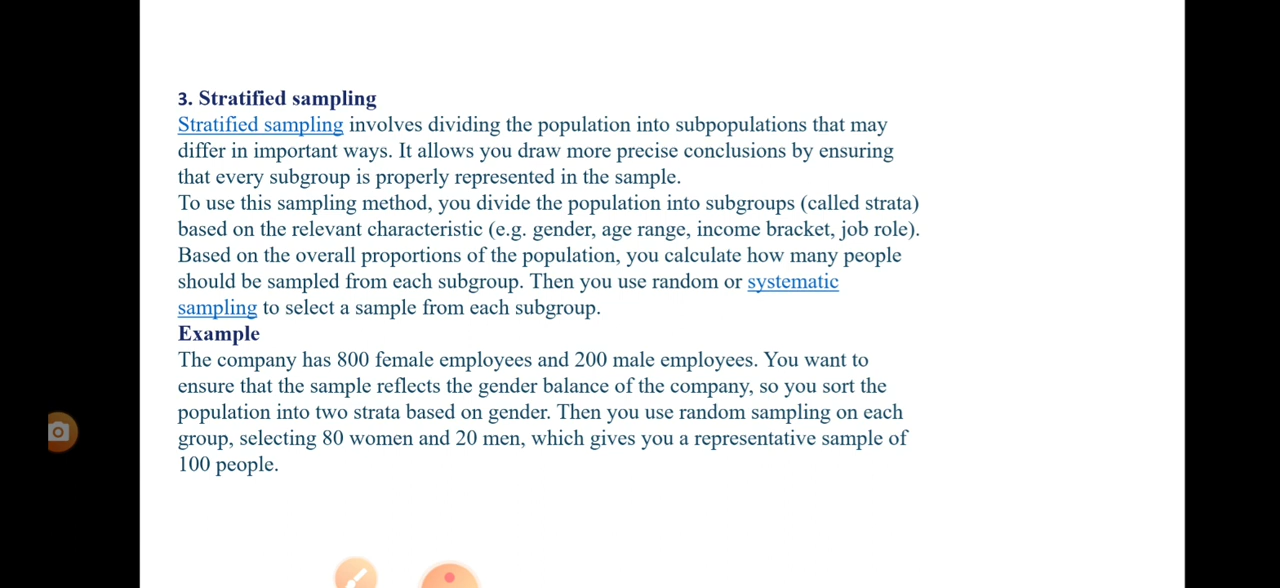 3. Stratified sampling
Stratified sampling involves dividing the population into subpopulations that may
differ in important ways. It allows you draw more precise conclusions by ensuring
that every subgroup is properly represented in the sample.
To use this sampling method, you divide the population into subgroups (called strata)
based on the relevant characteristic (e.g. gender, age range, income bracket, job role).
Based on the overall proportions of the population, you calculate how many people
should be sampled from each subgroup. Then you use random or systematic
sampling to select a sample from each subgroup.
Example
The company has 800 female employees and 200 male employees. You want to
ensure that the sample reflects the gender balance of the company, so you sort the
population into two strata based on gender. Then you use random sampling on each
group, selecting 80 women and 20 men, which gives you a representative sample of
100 people.